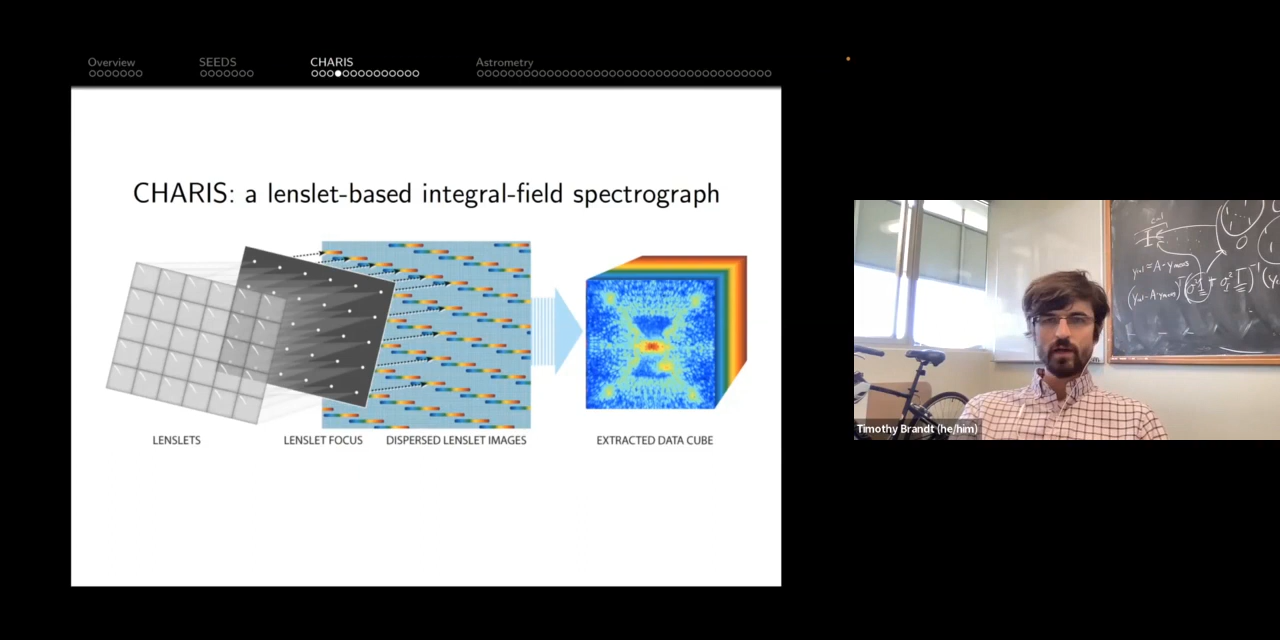 Overview
SEEDS
CHARIS
Astrometry
CHARIS: a lenslet-based integral-field spectrograph
LENSLETS
LENSLET FOCUS
DISPERSED LENSLET IMAGES
EXTRACTED DATA CUBE
Timothy Brandt (he/him)